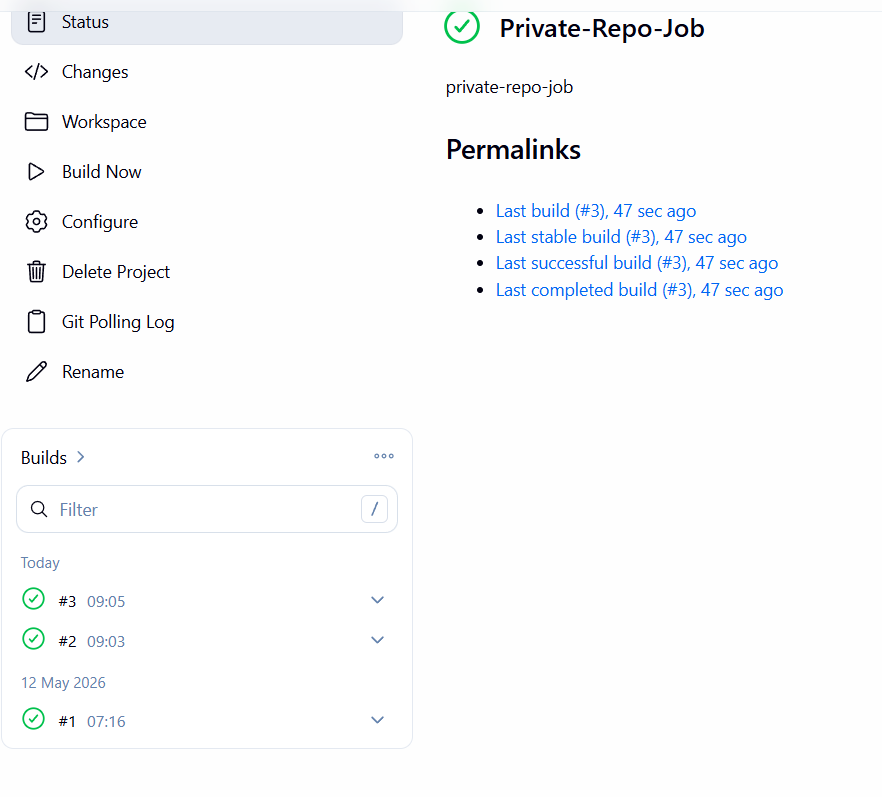 Status
Changes
Workspace
Build Now
Configure
Delete Project
Git Polling Log
Rename
Builds
Filter /
Today
#3 09:05
#2 09:03
12 May 2026
#1 07:16
Private-Repo-Job
private-repo-job
Permalinks
Last build (#3), 47 sec ago
Last stable build (#3), 47 sec ago
Last successful build (#3), 47 sec ago
Last completed build (#3), 47 sec ago